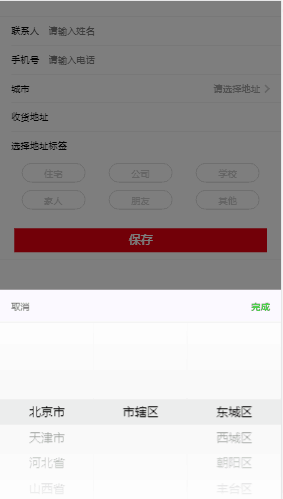 联系人 请输入姓名
手机号 请输入电话
城市 请选择地址
收货地址
选择地址标签
住宅 公司 学校
家人 朋友 其他
保存
取消 完成
北京市 市辖区 东城区
天津市 西城区
河北省 朝阳区
山西省 丰台区